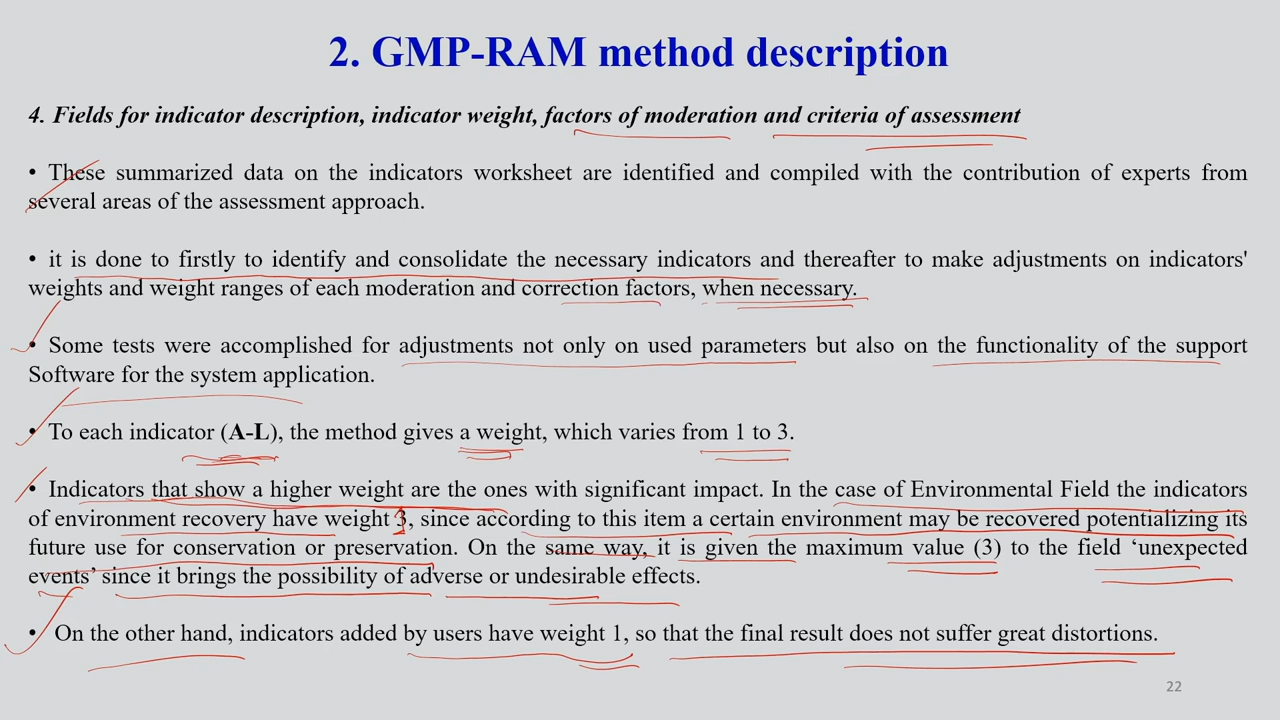 2. GMP-RAM method description
4. Fields for indicator description, indicator weight, factors of moderation and criteria of assessment
• These summarized data on the indicators worksheet are identified and compiled with the contribution of experts from
several areas of the assessment approach.
• it is done to firstly to identify and consolidate the necessary indicators and thereafter to make adjustments on indicators'
weights and weight ranges of each moderation and correction factors, when necessary.
• Some tests were accomplished for adjustments not only on used parameters but also on the functionality of the support
Software for the system application.
• To each indicator (A-L), the method gives a weight, which varies from 1 to 3.
• Indicators that show a higher weight are the ones with significant impact. In the case of Environmental Field the indicators
of environment recovery have weight 3, since according to this item a certain environment may be recovered potentializing its
future use for conservation or preservation. On the same way, it is given the maximum value (3) to the field ‘unexpected
events’ since it brings the possibility of adverse or undesirable effects.
• On the other hand, indicators added by users have weight 1, so that the final result does not suffer great distortions.
22